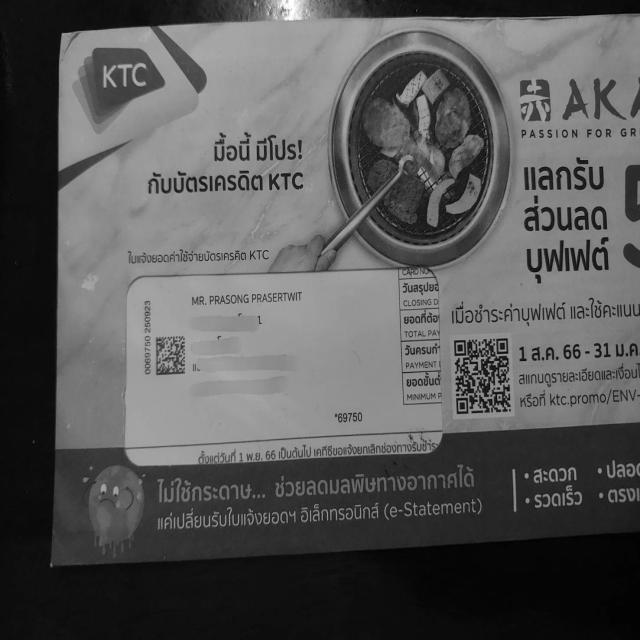 KTC
มื้อนี้ มีโปร!
กับบัตรเครดิต KTC
AKA
PASSION FOR GR
แลกรับ
ส่วนลด
บุฟเฟต์
ใบแจ้งยอดค่าใช้จ่ายบัตรเครดิต KTC
MR. PRASONG PRASERTWIT
0069750 250923
*69750
CARD NO
วันสรุปยอ
CLOSING D
ยอดที่ต้อ
TOTAL PAY
วันครบกำ
PAYMENT
ยอดขั้นต่ำ
MINIMUM P
เมื่อชำระค่าบุฟเฟต์ และใช้คะแนน
1 ส.ค. 66 - 31 ม.ค.
สแกนดูรายละเอียดและเงื่อนไ
หรือที่ ktc.promo/ENV-
ตั้งแต่วันที่ 1 พ.ย. 66 เป็นต้นไป เคทีซีขอแจ้งยกเลิกช่องทางรับชำระ
ไม่ใช้กระดาษ... ช่วยลดมลพิษทางอากาศได้
แค่เปลี่ยนรับใบแจ้งยอดฯ อิเล็กทรอนิกส์ (e-Statement)
• สะดวก • ปลอด
• รวดเร็ว • ตรงเ